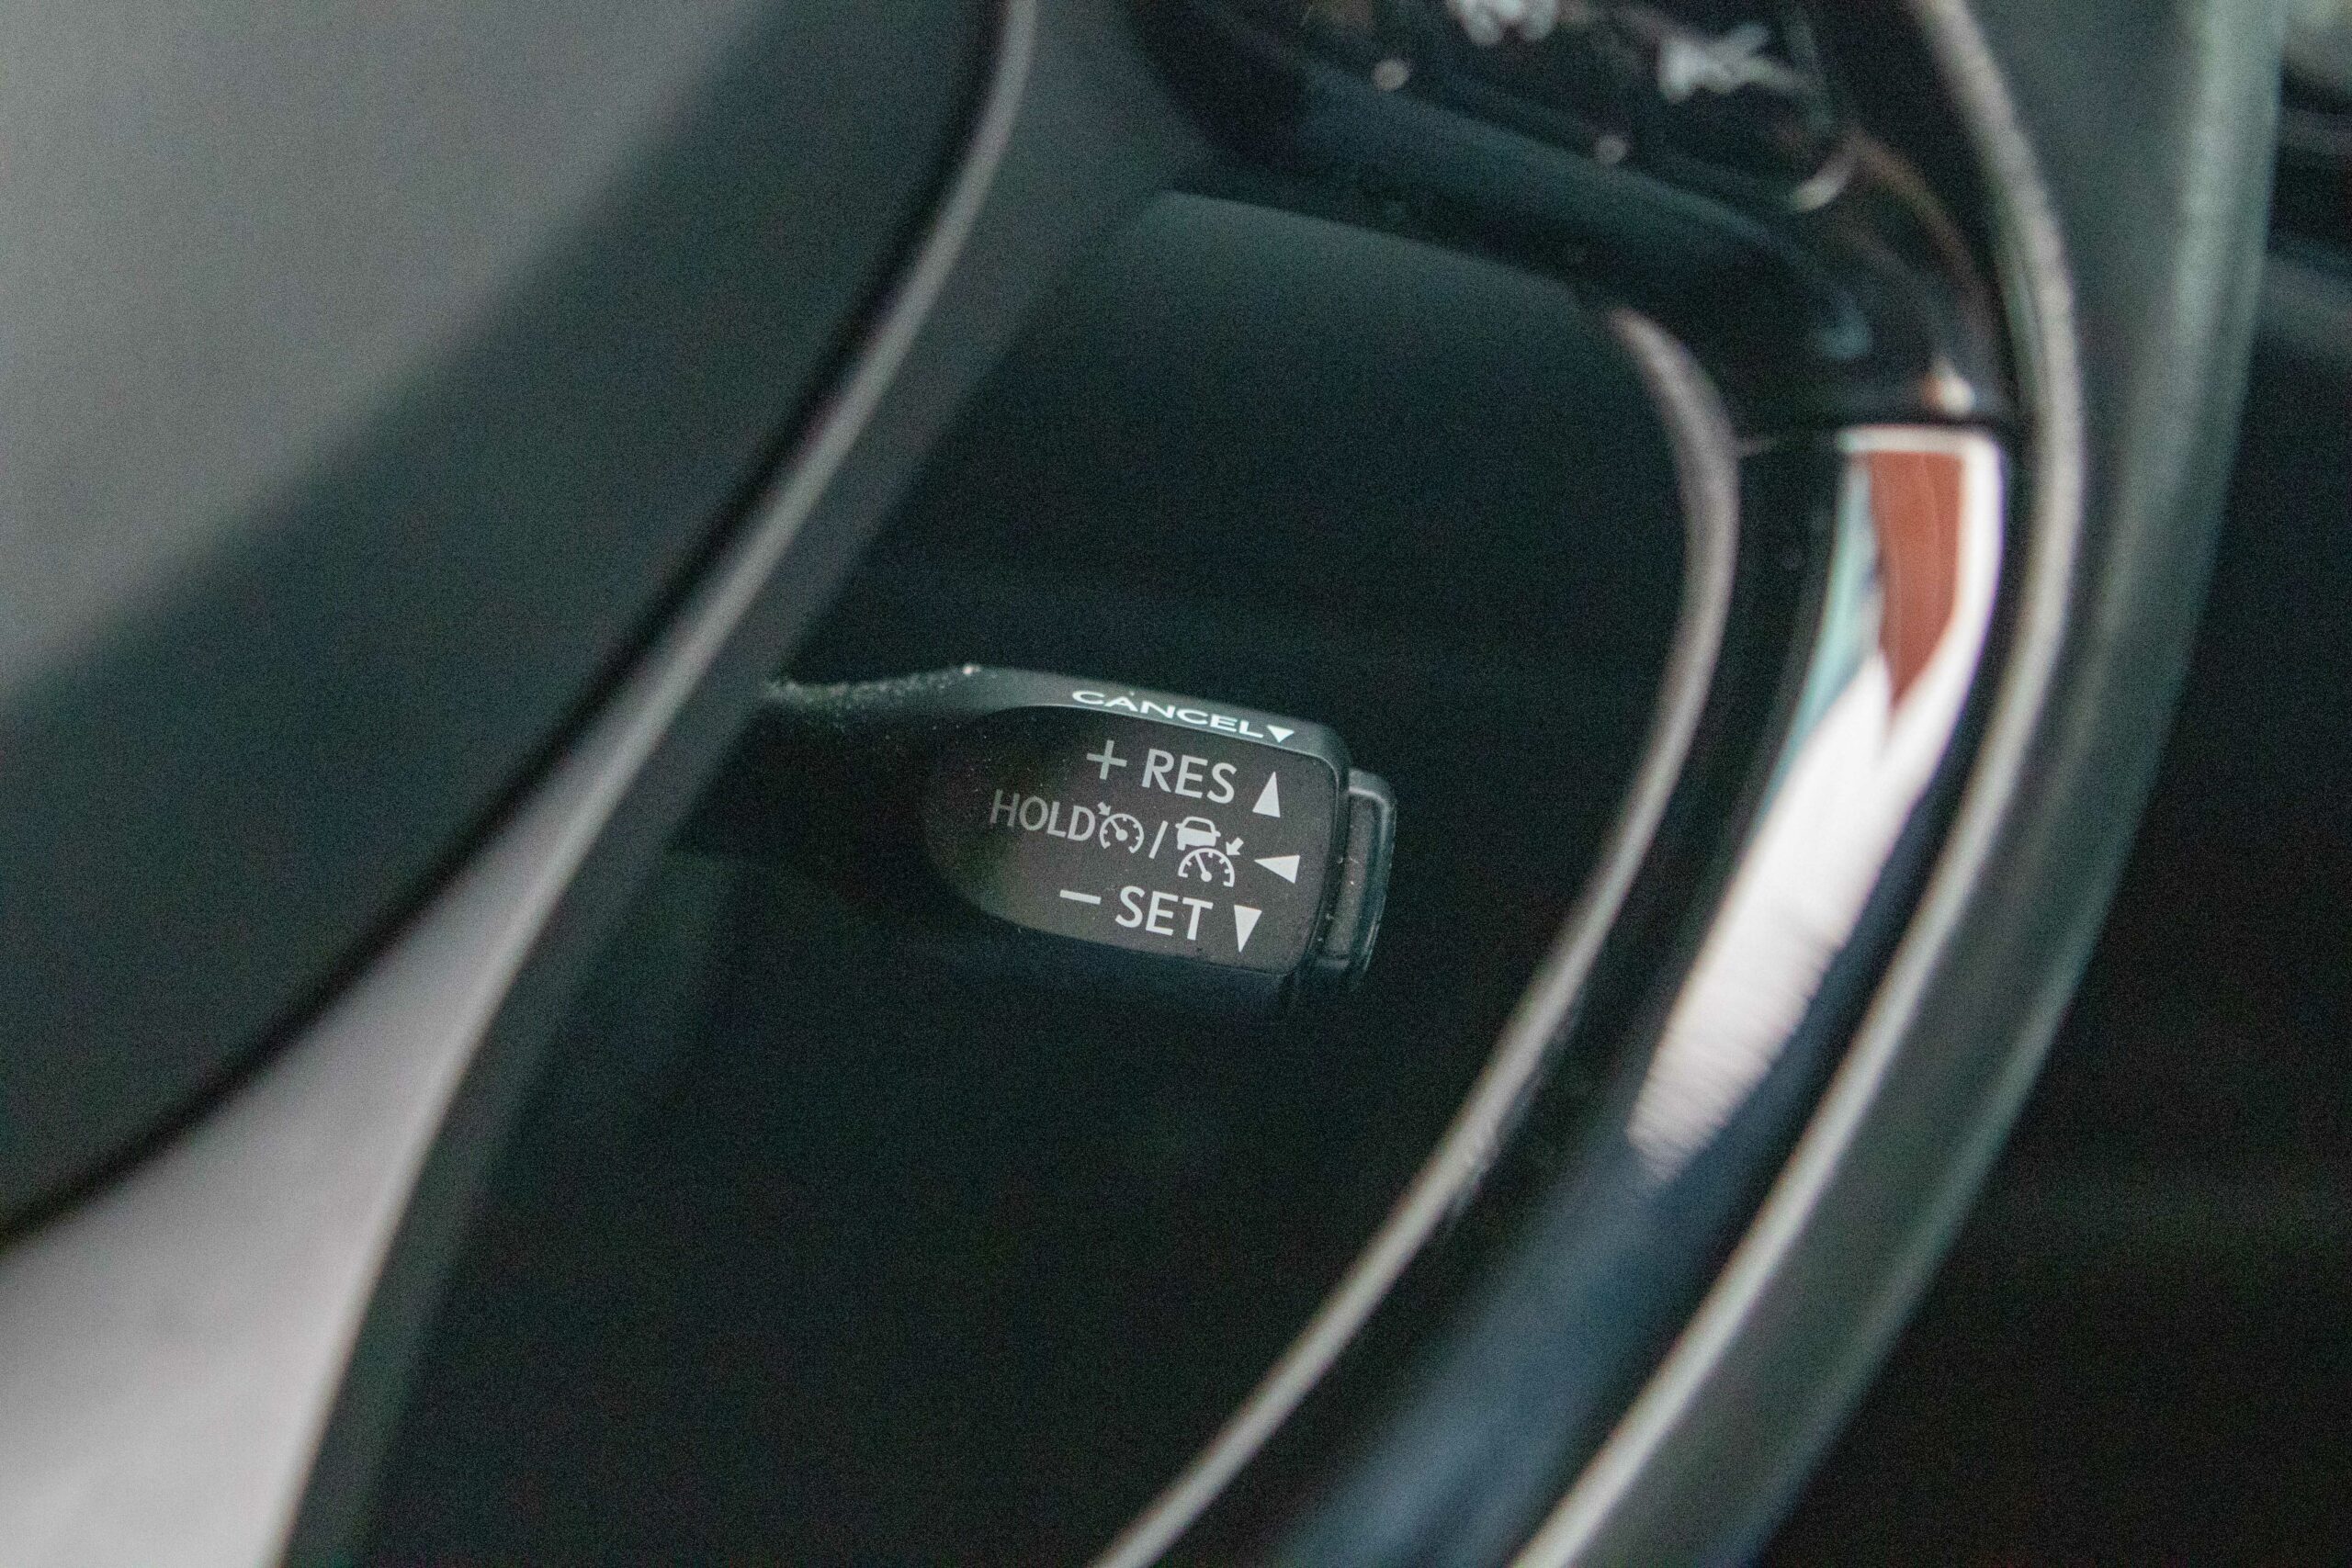 CANCEL▼
+ RES ▲
HOLD / ◀
− SET ▼